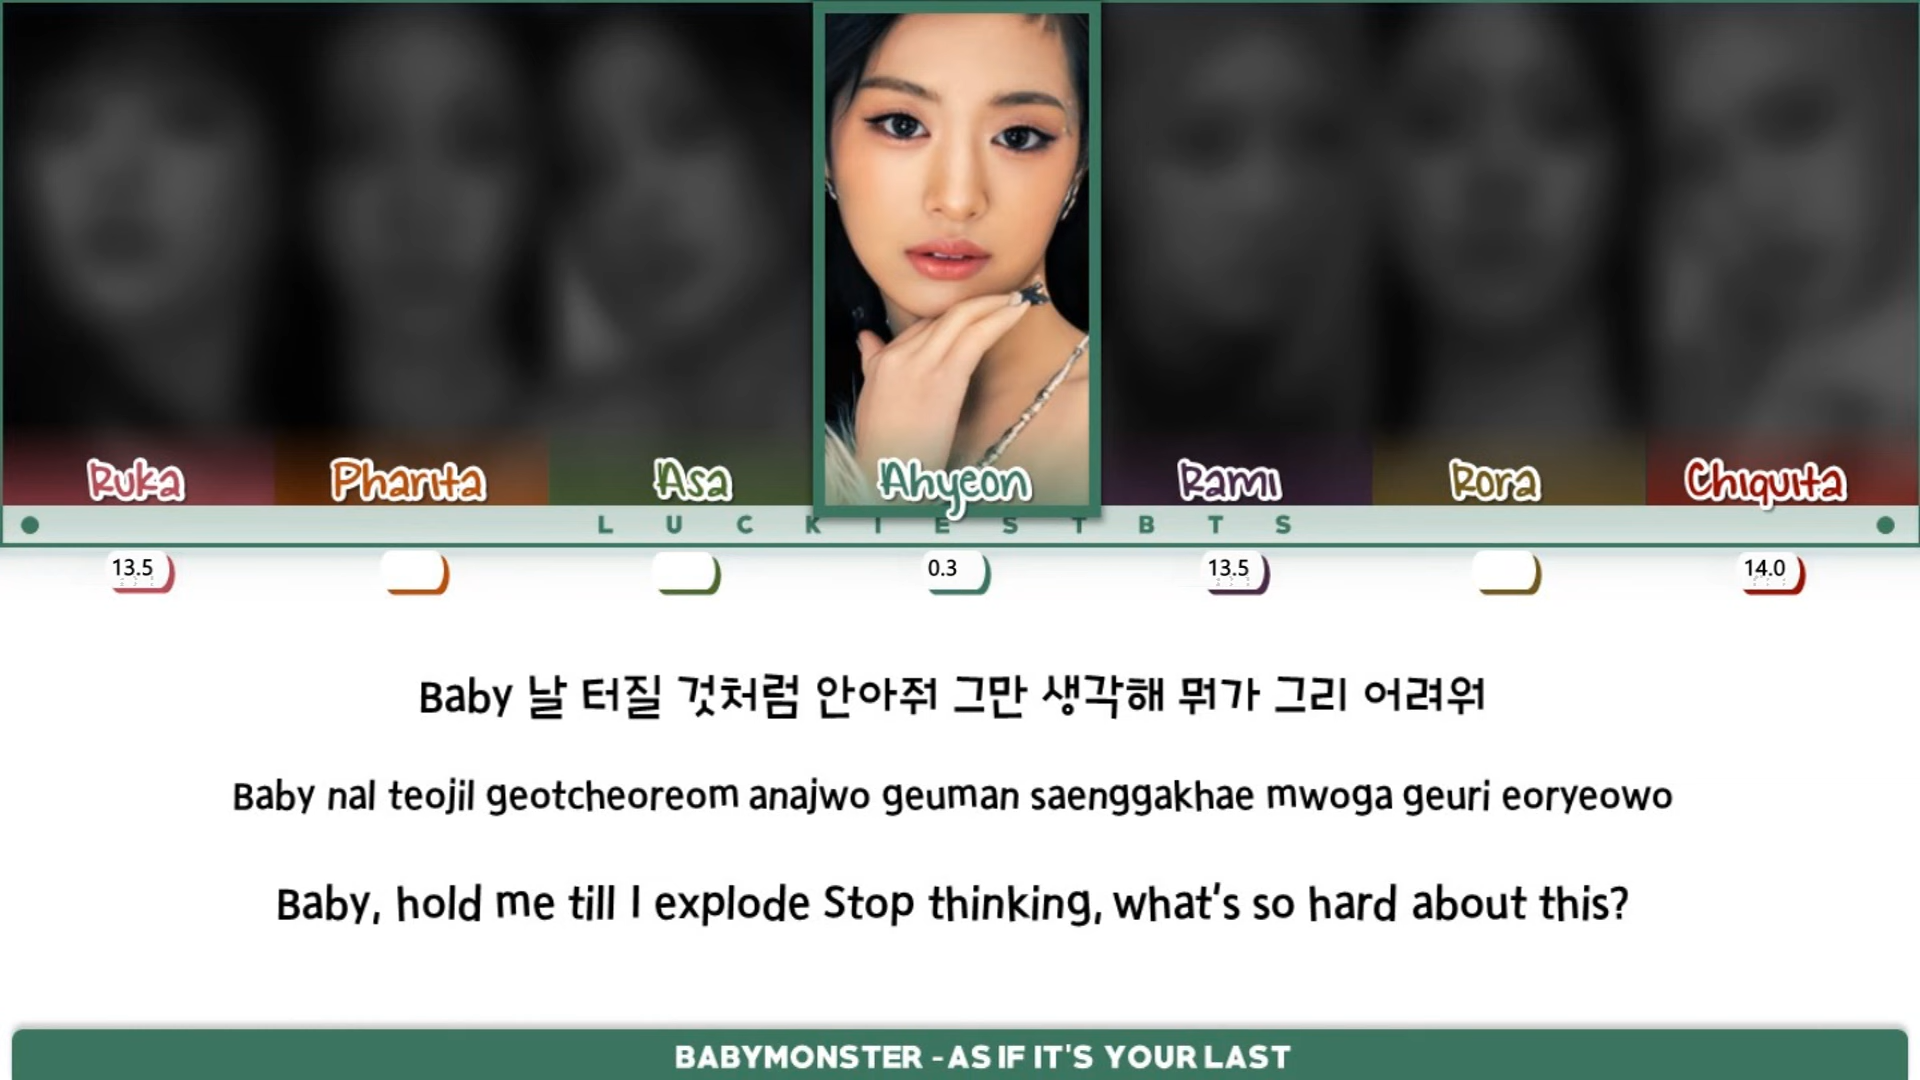 Ruka Pharita Asa Ahyeon Rami Rora Chiquita
LUCKIESTBTS
13.5 0.3 13.5 14.0
Baby 날 터질 것처럼 안아줘 그만 생각해 뭐가 그리 어려워
Baby nal teojil geotcheoreom anajwo geuman saenggakhae mwoga geuri eoryeowo
Baby, hold me till I explode Stop thinking, what's so hard about this?
BABYMONSTER - AS IF IT'S YOUR LAST